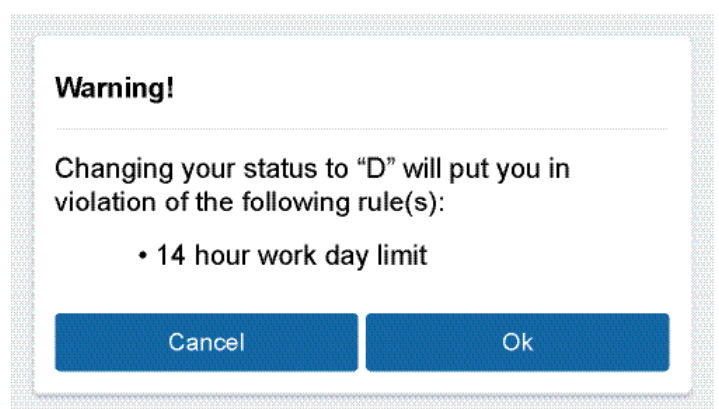 Warning!
Changing your status to “D” will put you in
violation of the following rule(s):
• 14 hour work day limit
Cancel
Ok